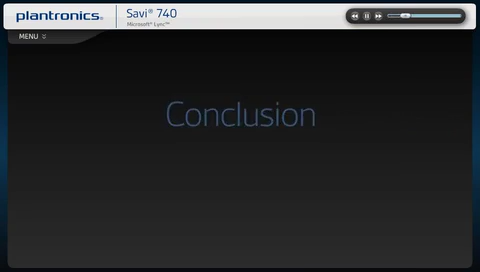 plantronics®
Savi® 740
Microsoft® Lync™
MENU
Conclusion